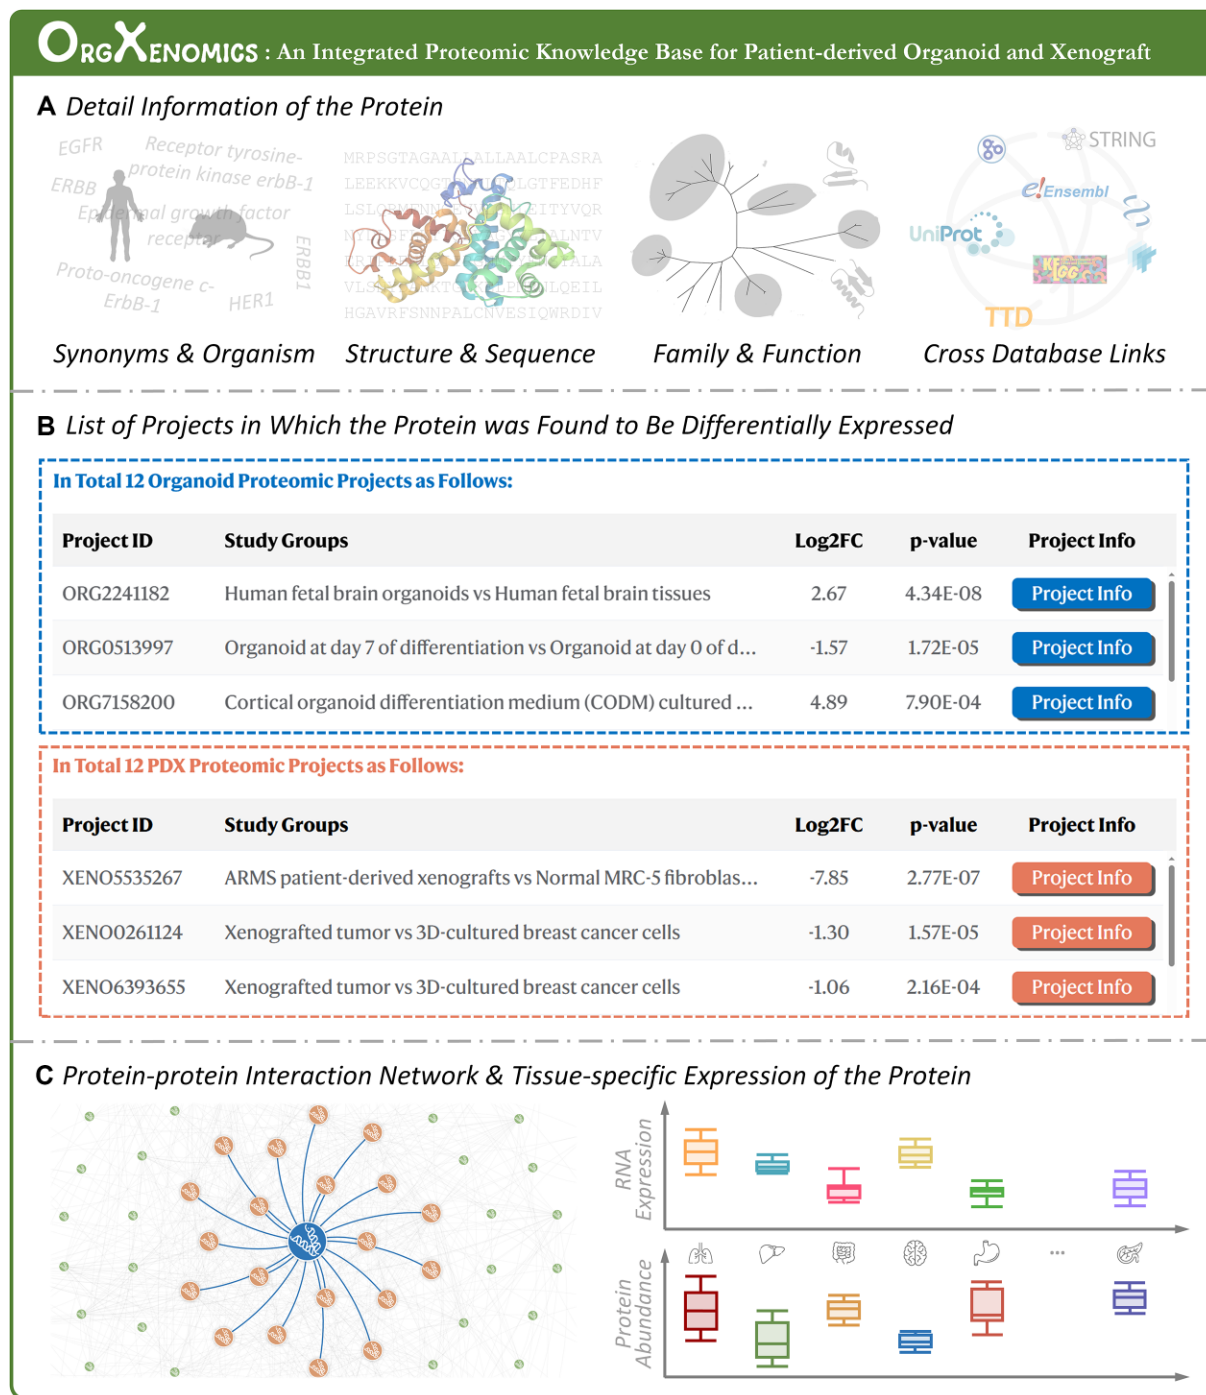 ORGXENOMICS : An Integrated Proteomic Knowledge Base for Patient-derived Organoid and Xenograft
A Detail Information of the Protein
EGFR
Receptor tyrosine-
protein kinase erbB-1
ERBB
Epidermal growth factor
receptor
ERBB1
Proto-oncogene c-
ErbB-1
HER1
MRPSGTAGAALLALLAALCPASRA
HGAVRFSNNPALCNVESIQWRDIV
STRING
e!Ensembl
UniProt
KEGG
TTD
Synonyms & Organism
Structure & Sequence
Family & Function
Cross Database Links
B List of Projects in Which the Protein was Found to Be Differentially Expressed
In Total 12 Organoid Proteomic Projects as Follows:
Project ID Study Groups Log2FC p-value Project Info
ORG2241182 Human fetal brain organoids vs Human fetal brain tissues 2.67 4.34E-08 Project Info
ORG0513997 Organoid at day 7 of differentiation vs Organoid at day 0 of d... -1.57 1.72E-05 Project Info
ORG7158200 Cortical organoid differentiation medium (CODM) cultured ... 4.89 7.90E-04 Project Info
In Total 12 PDX Proteomic Projects as Follows:
Project ID Study Groups Log2FC p-value Project Info
XENO5535267 ARMS patient-derived xenografts vs Normal MRC-5 fibroblas... -7.85 2.77E-07 Project Info
XENO0261124 Xenografted tumor vs 3D-cultured breast cancer cells -1.30 1.57E-05 Project Info
XENO6393655 Xenografted tumor vs 3D-cultured breast cancer cells -1.06 2.16E-04 Project Info
C Protein-protein Interaction Network & Tissue-specific Expression of the Protein
RNA
Expression
...
Protein
Abundance